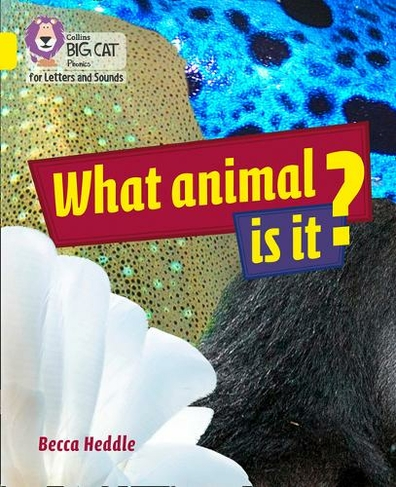 Collins
BIG CAT
Phonics
for Letters and Sounds
What animal
is it?
Becca Heddle